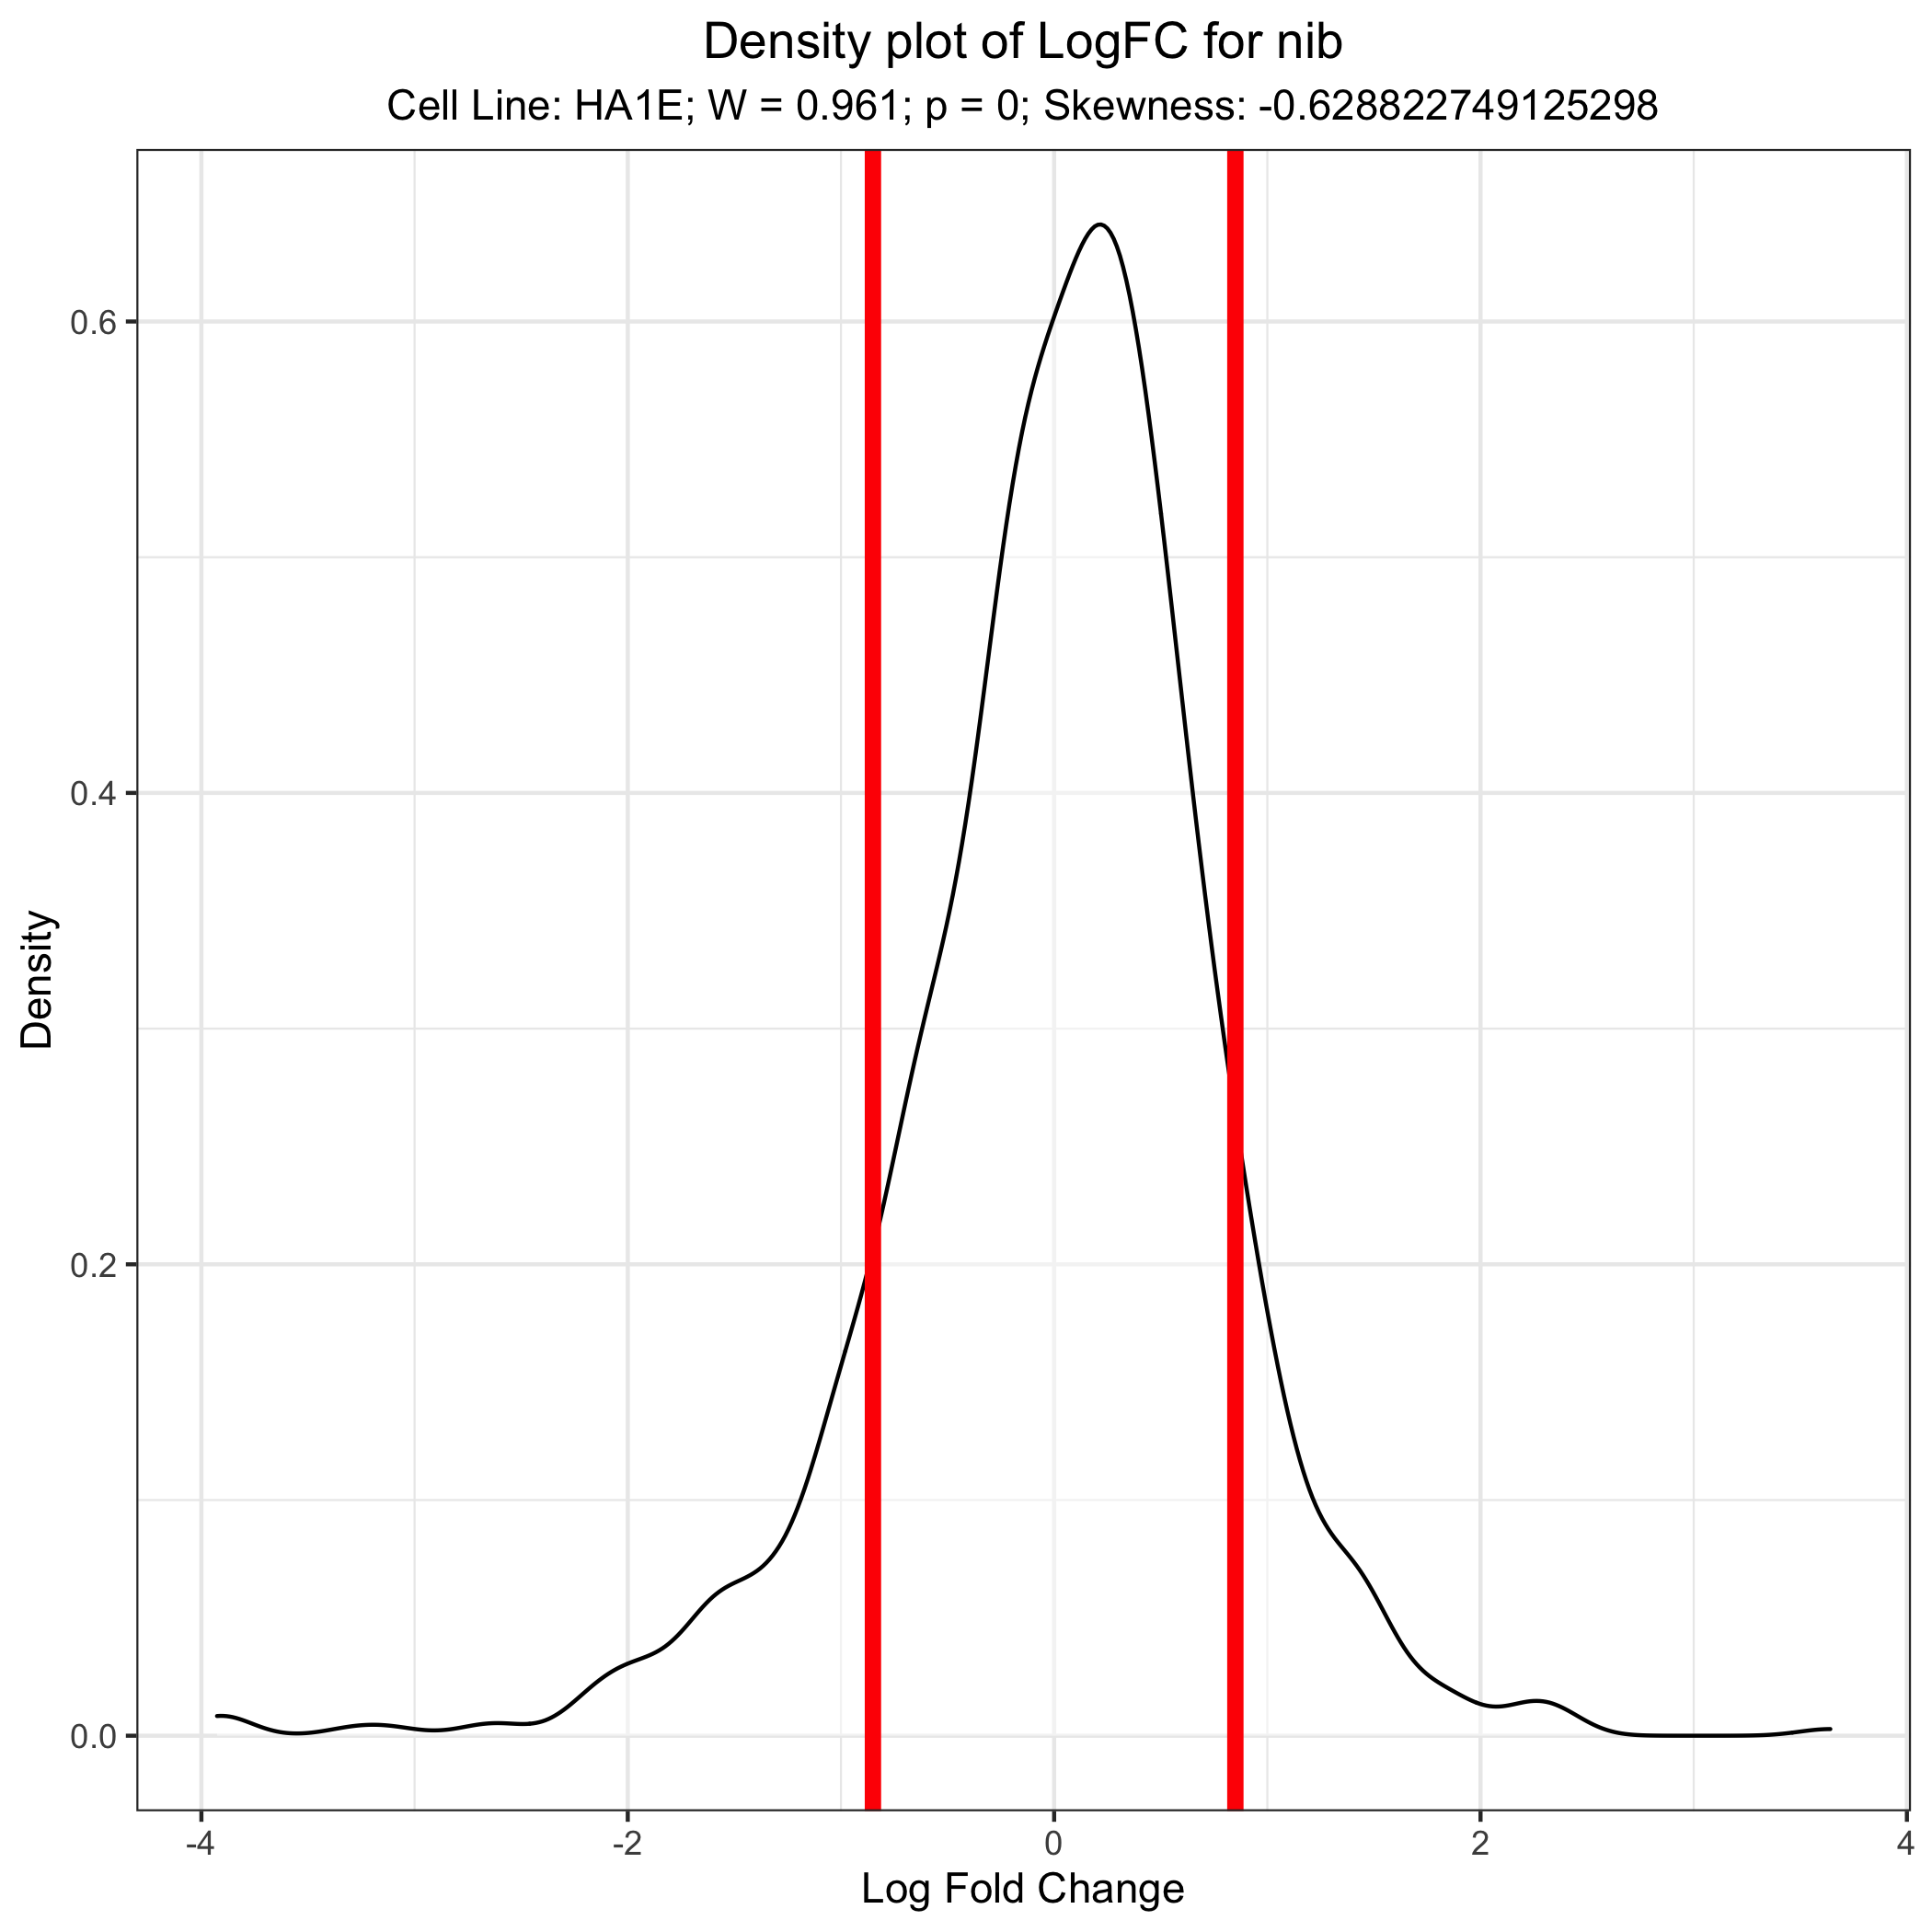 Density plot of LogFC for nib
Cell Line: HA1E; W = 0.961; p = 0; Skewness: -0.628822749125298
0.6
0.4
Density
0.2
0.0
-4 -2 0 2 4
Log Fold Change